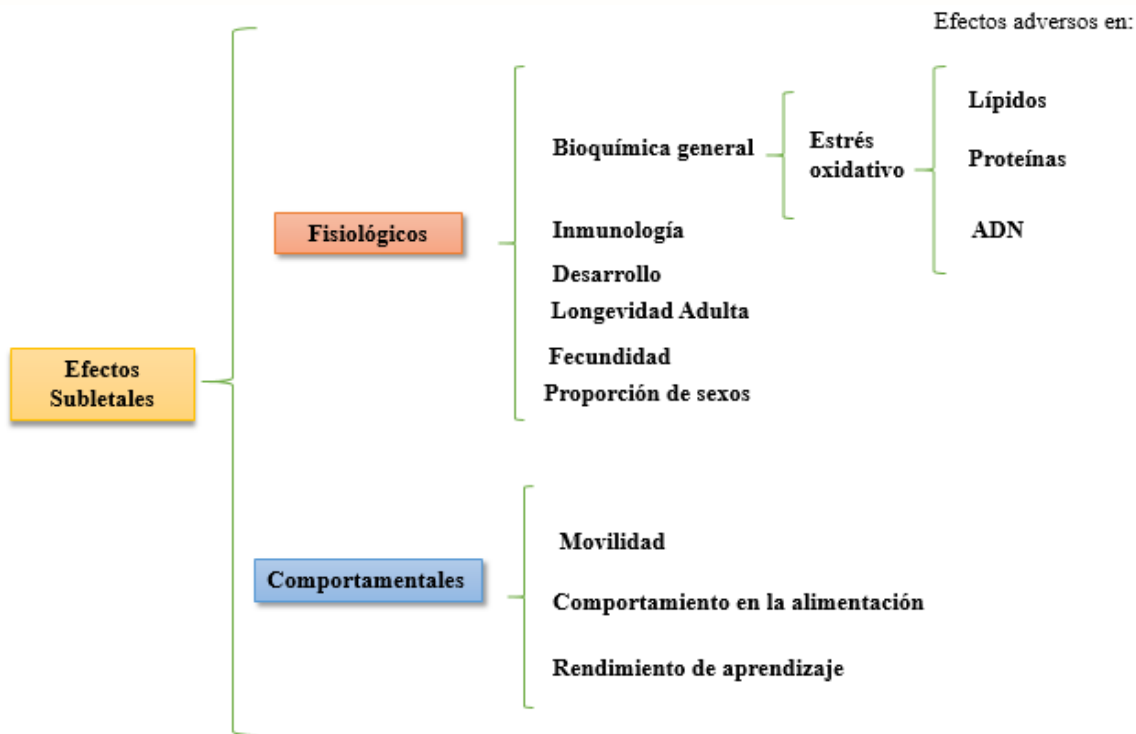 Efectos adversos en:
Lípidos
Bioquímica general
Estrés
oxidativo
Proteínas
Fisiológicos
Inmunología
ADN
Desarrollo
Longevidad Adulta
Efectos
Subletales
Fecundidad
Proporción de sexos
Movilidad
Comportamentales
Comportamiento en la alimentación
Rendimiento de aprendizaje